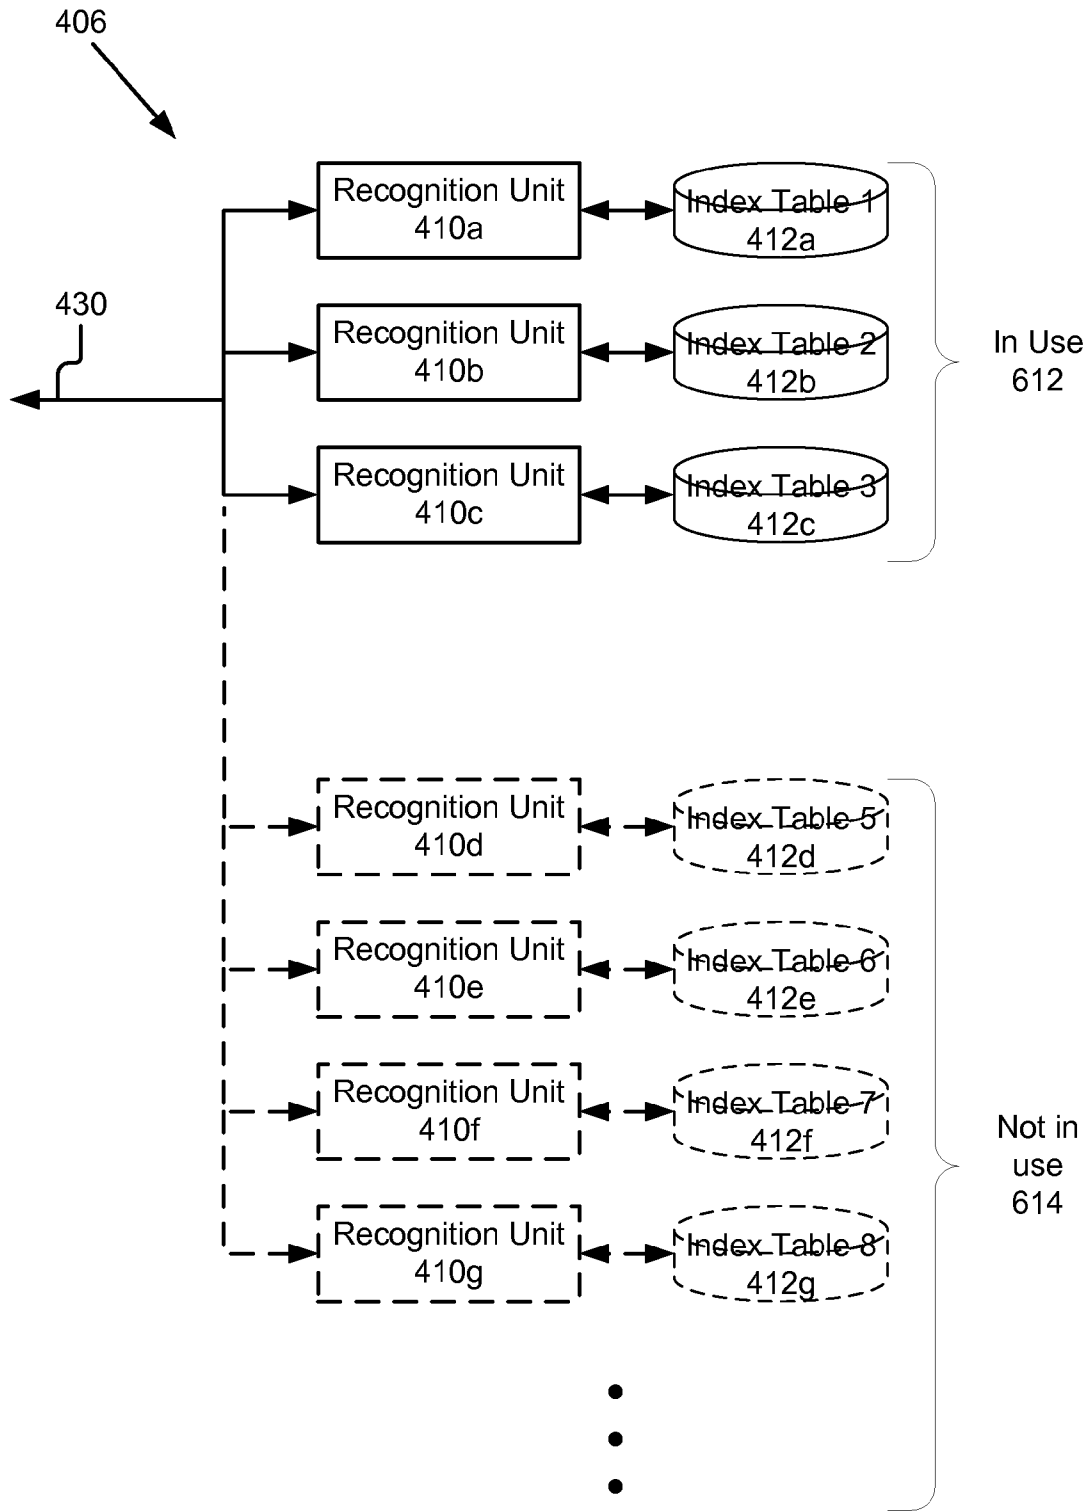 406
Recognition Unit
410a
Index Table 1
412a
430
Recognition Unit
410b
Index Table 2
412b
In Use
612
Recognition Unit
410c
Index Table 3
412c
Recognition Unit
410d
Index Table 5
412d
Recognition Unit
410e
Index Table 6
412e
Recognition Unit
410f
Index Table 7
412f
Not in
use
614
Recognition Unit
410g
Index Table 8
412g